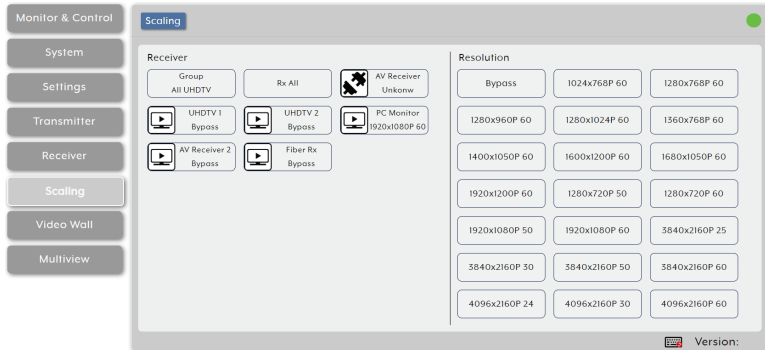 Monitor & Control
System
Settings
Transmitter
Receiver
Scaling
Video Wall
Multiview
Scaling
Receiver
Group
All UHDTV
Rx All
AV Receiver
Unkonw
UHDTV 1
Bypass
UHDTV 2
Bypass
PC Monitor
1920x1080P 60
AV Receiver 2
Bypass
Fiber Rx
Bypass
Resolution
Bypass
1024x768P 60
1280x768P 60
1280x960P 60
1280x1024P 60
1360x768P 60
1400x1050P 60
1600x1200P 60
1680x1050P 60
1920x1200P 60
1280x720P 50
1280x720P 60
1920x1080P 50
1920x1080P 60
3840x2160P 25
3840x2160P 30
3840x2160P 50
3840x2160P 60
4096x2160P 24
4096x2160P 30
4096x2160P 60
Version: